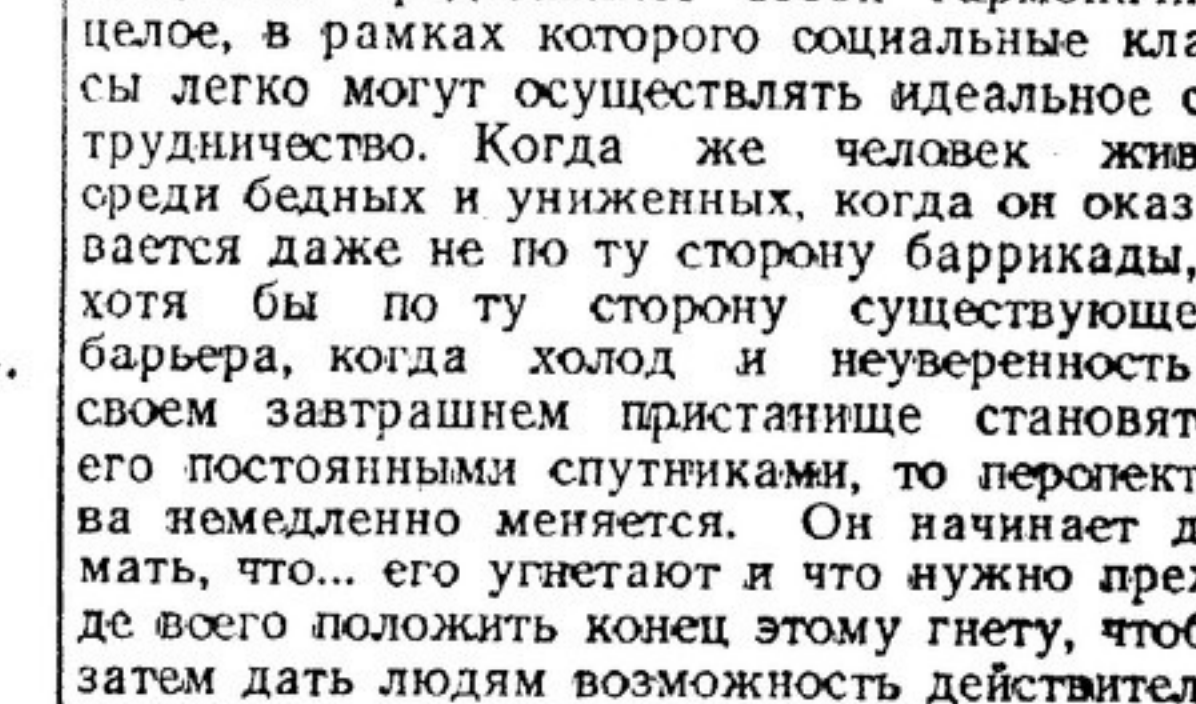 целое, в рамках которого социальные кла
сы легко могут осуществлять идеальное с
трудничество. Когда же человек жив
среди бедных и униженных, когда он оказ
вается даже не по ту сторону баррикады,
хотя бы по ту сторону существующе
барьера, когда холод и неуверенность
своем завтрашнем пристанище становят
его постоянными спутниками, то перспект
ва немедленно меняется. Он начинает д
мать, что... его угнетают и что нужно преж
де всего положить конец этому гнету, чтоб
затем дать людям возможность действител